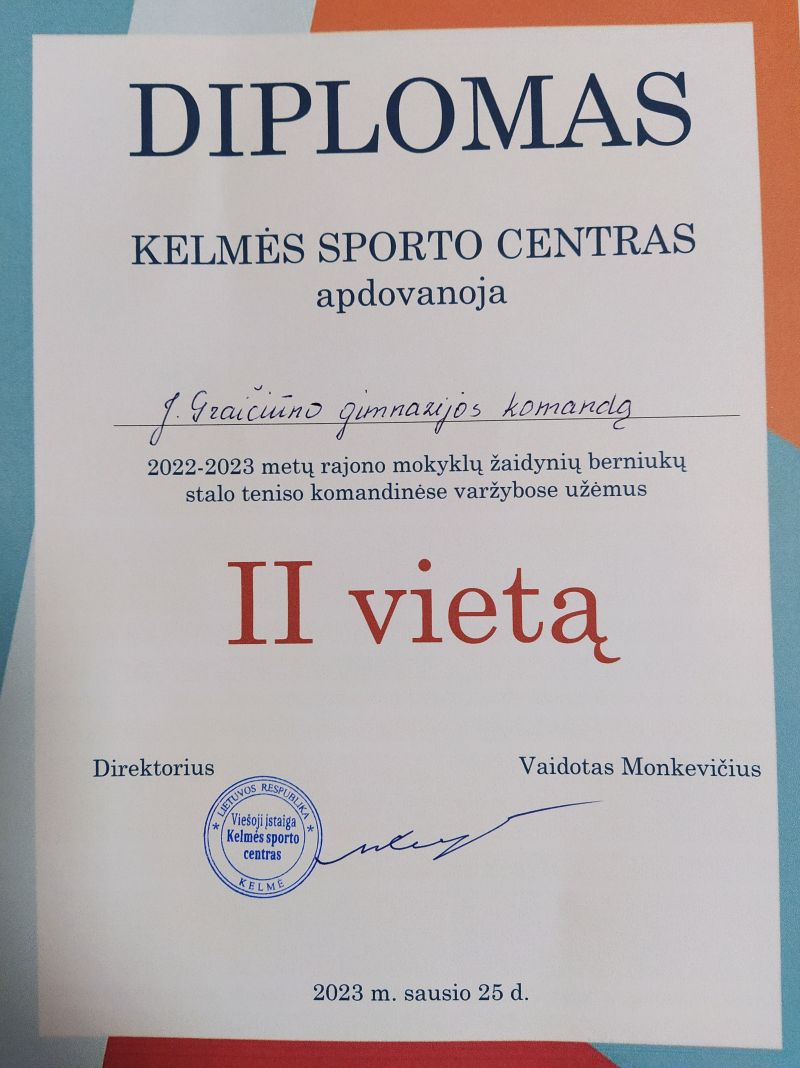 DIPLOMAS
KELMĖS SPORTO CENTRAS
apdovanoja
J. Graičiūno gimnazijos komandą
2022-2023 metų rajono mokyklų žaidynių berniukų
stalo teniso komandinėse varžybose užėmus
II vietą
Direktorius
Vaidotas Monkevičius
LIETUVOS RESPUBLIKA
Viešoji įstaiga
Kelmės sporto
centras
KELMĖ
2023 m. sausio 25 d.